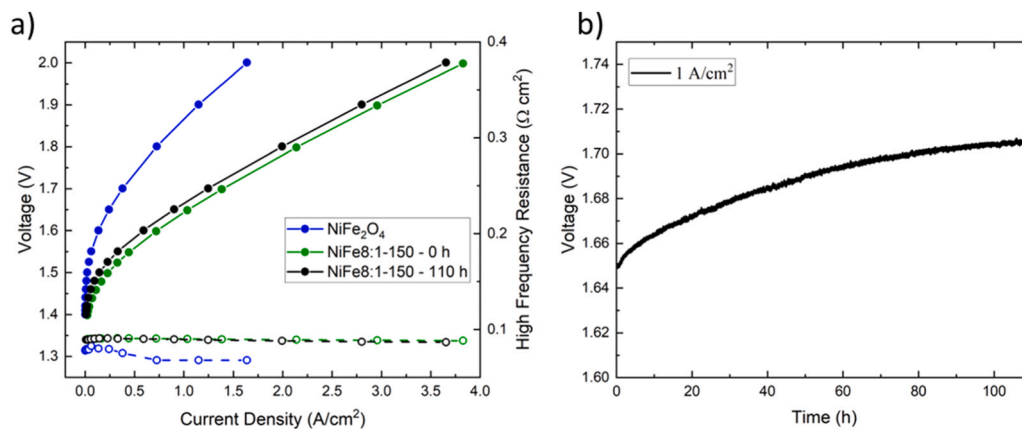 a)
2.0
1.9
1.8
1.7
1.6
1.5
1.4
1.3
Voltage (V)
0.0 0.5 1.0 1.5 2.0 2.5 3.0 3.5 4.0
Current Density (A/cm²)
0.4
0.3
0.2
0.1
High Frequency Resistance (Ω cm²)
NiFe₂O₄
NiFe8:1-150 - 0 h
NiFe8:1-150 - 110 h
b)
1.74
1.72
1.70
1.68
1.66
1.64
1.62
1.60
Voltage (V)
1 A/cm²
0 20 40 60 80 100
Time (h)